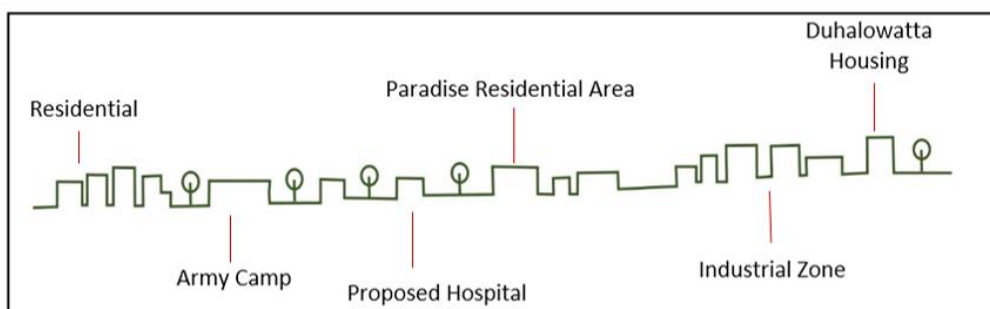 Duhalowatta
Housing
Paradise Residential Area
Residential
Industrial Zone
Army Camp
Proposed Hospital